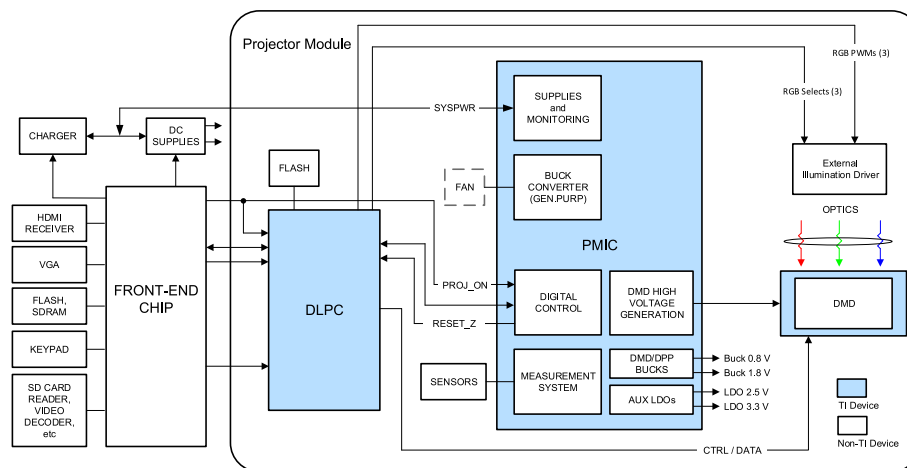 Projector Module
RGB PWMs (3)
RGB Selects (3)
SYSPWR
SUPPLIES
and
MONITORING
CHARGER
DC
SUPPLIES
FLASH
FAN
BUCK
CONVERTER
(GEN.PURP)
External
Illumination Driver
OPTICS
HDMI
RECEIVER
VGA
FLASH,
SDRAM
KEYPAD
SD CARD
READER,
VIDEO
DECODER,
etc
FRONT-END
CHIP
DLPC
PMIC
PROJ_ON
RESET_Z
DIGITAL
CONTROL
DMD HIGH
VOLTAGE
GENERATION
DMD
SENSORS
MEASUREMENT
SYSTEM
DMD/DPP
BUCKS
AUX LDOs
Buck 0.8 V
Buck 1.8 V
LDO 2.5 V
LDO 3.3 V
CTRL / DATA
TI Device
Non-TI Device